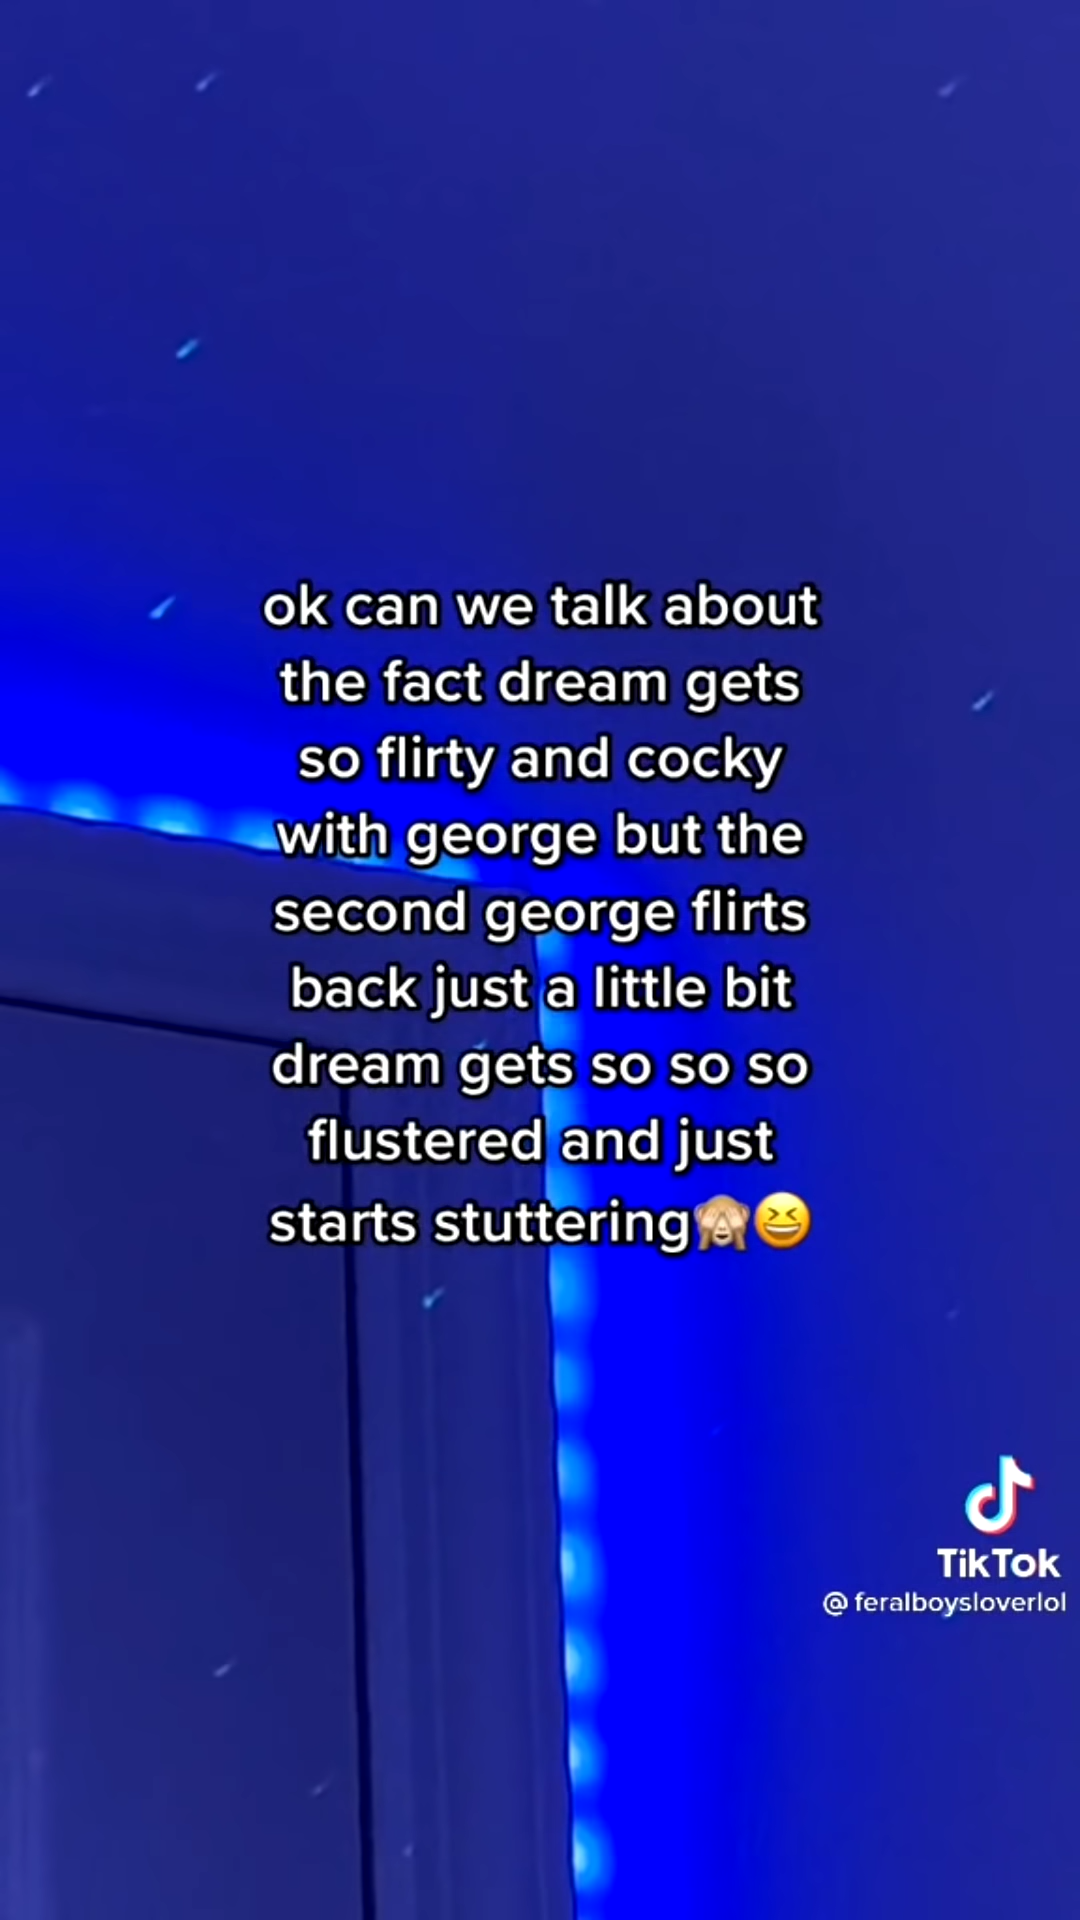 ok can we talk about
the fact dream gets
so flirty and cocky
with george but the
second george flirts
back just a little bit
dream gets so so so
flustered and just
starts stuttering🙈😆
TikTok
@feralboysloverlol